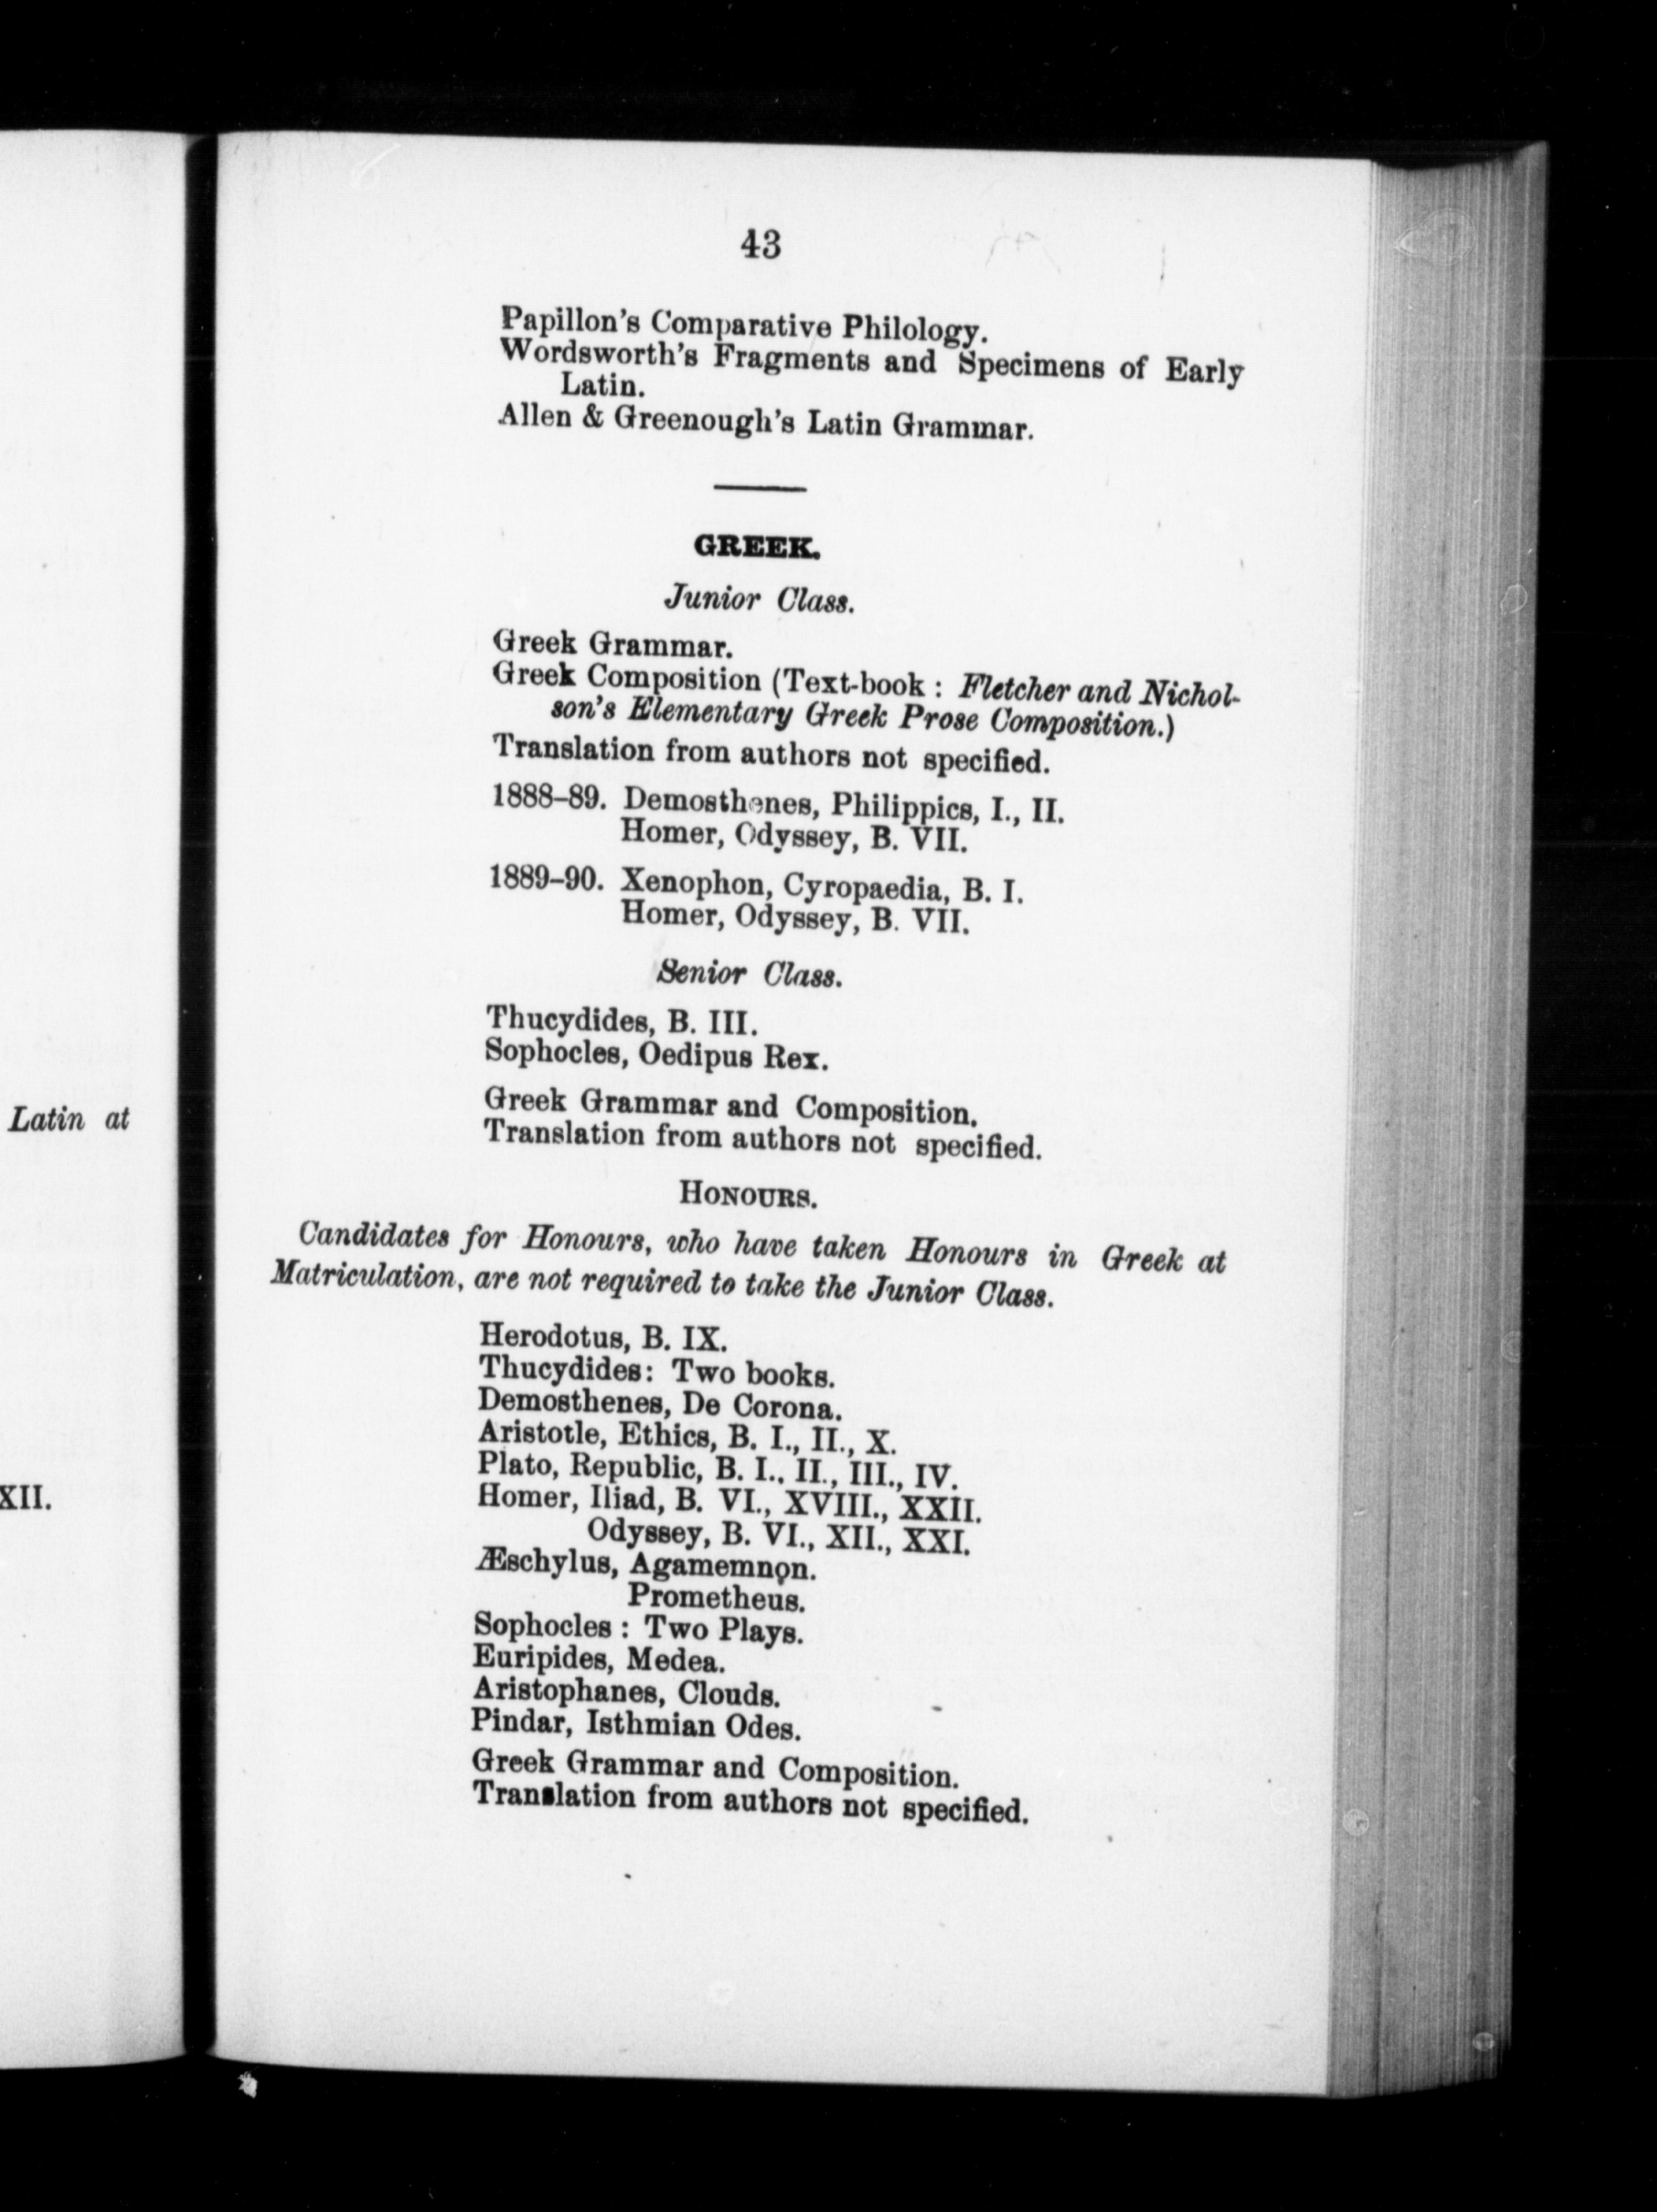 Latin at
XII.
43
Papillon's Comparative Philology.
Wordsworth's Fragments and Specimens of Early
Latin.
Allen & Greenough's Latin Grammar.
GREEK.
Junior Class.
Greek Grammar.
Greek Composition (Text-book : Fletcher and Nichol-
son's Elementary Greek Prose Composition.)
Translation from authors not specified.
1888-89. Demosthenes, Philippics, I., II.
Homer, Odyssey, B. VII.
1889-90. Xenophon, Cyropaedia, B. I.
Homer, Odyssey, B. VII.
Senior Class.
Thucydides, B. III.
Sophocles, Oedipus Rex.
Greek Grammar and Composition.
Translation from authors not specified.
HONOURS.
Candidates for Honours, who have taken Honours in Greek at
Matriculation, are not required to take the Junior Class.
Herodotus, B. IX.
Thucydides: Two books.
Demosthenes, De Corona.
Aristotle, Ethics, B. I., II., X.
Plato, Republic, B. I., II., III., IV.
Homer, Iliad, B. VI., XVIII., XXII.
Odyssey, B. VI., XII., XXI.
Æschylus, Agamemnon.
Prometheus.
Sophocles : Two Plays.
Euripides, Medea.
Aristophanes, Clouds.
Pindar, Isthmian Odes.
Greek Grammar and Composition.
Translation from authors not specified.